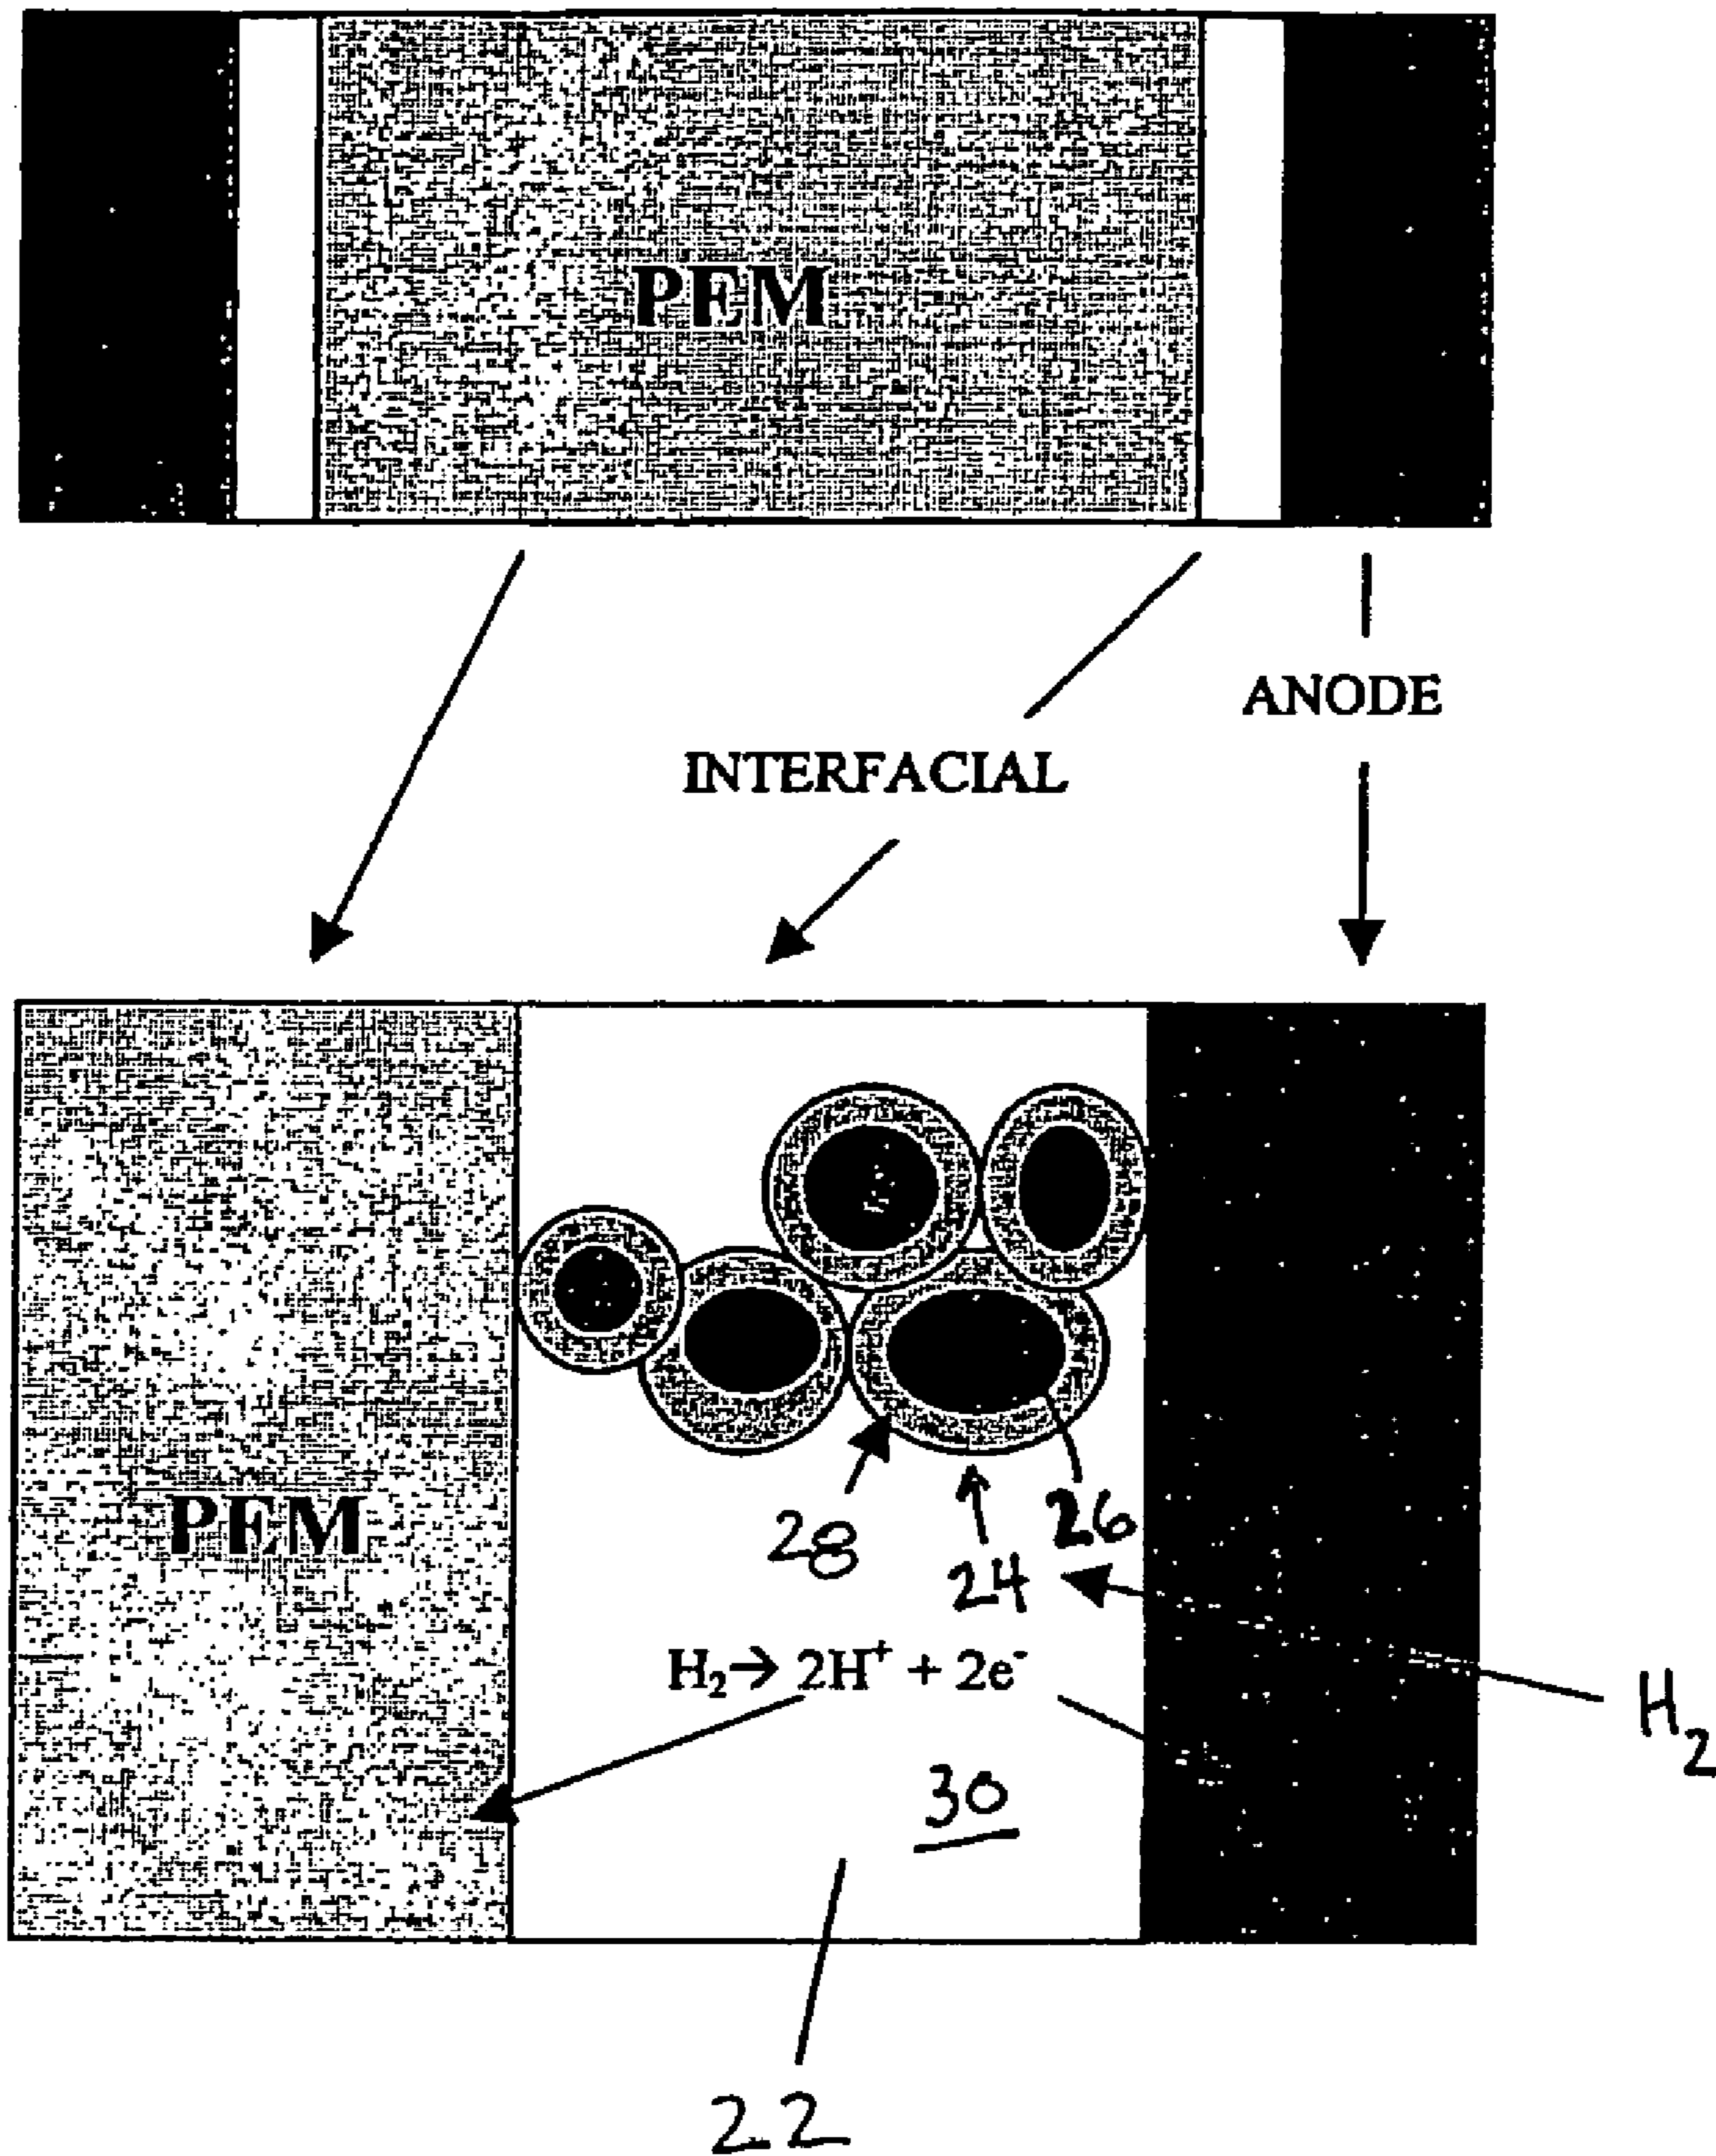 PEM
ANODE
INTERFACIAL
PEM
28
24
26
H₂→ 2H⁺ + 2e⁻
H₂
30
22